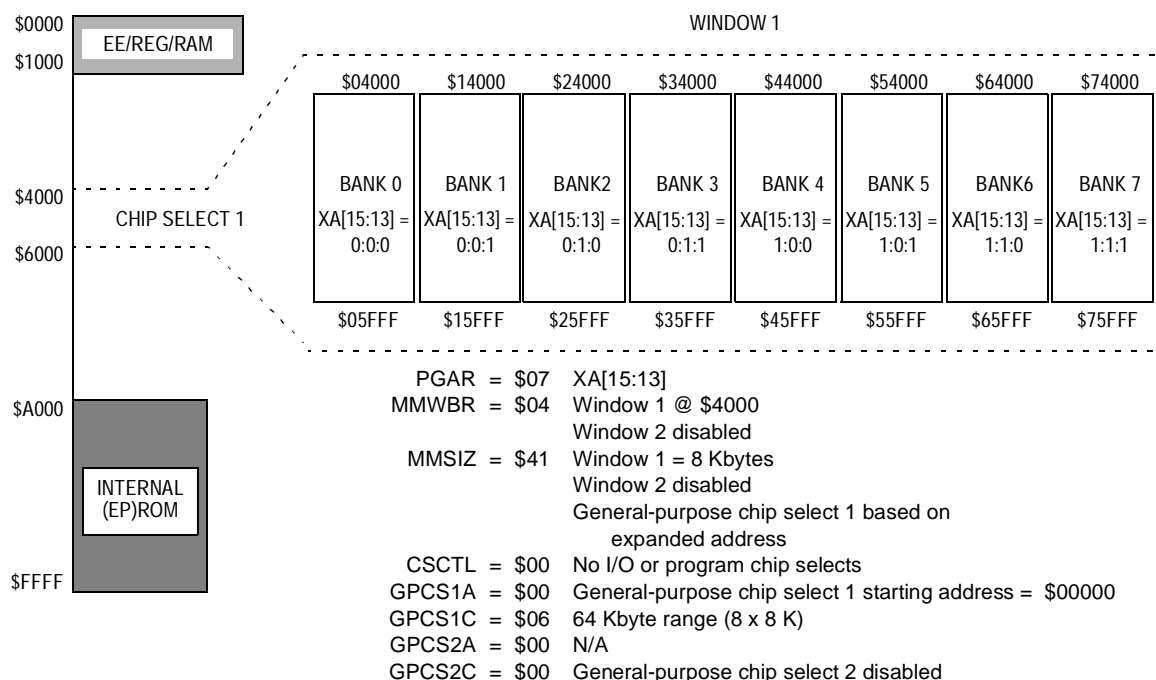 $0000
EE/REG/RAM
$1000
WINDOW 1
$04000 $14000 $24000 $34000 $44000 $54000 $64000 $74000
BANK 0 BANK 1 BANK2 BANK 3 BANK 4 BANK 5 BANK6 BANK 7
XA[15:13] = XA[15:13] = XA[15:13] = XA[15:13] = XA[15:13] = XA[15:13] = XA[15:13] = XA[15:13] =
0:0:0 0:0:1 0:1:0 0:1:1 1:0:0 1:0:1 1:1:0 1:1:1
$05FFF $15FFF $25FFF $35FFF $45FFF $55FFF $65FFF $75FFF
$4000
CHIP SELECT 1
$6000
$A000
INTERNAL
(EP)ROM
$FFFF
PGAR = $07 XA[15:13]
MMWBR = $04 Window 1 @ $4000
Window 2 disabled
MMSIZ = $41 Window 1 = 8 Kbytes
Window 2 disabled
General-purpose chip select 1 based on
expanded address
CSCTL = $00 No I/O or program chip selects
GPCS1A = $00 General-purpose chip select 1 starting address = $00000
GPCS1C = $06 64 Kbyte range (8 x 8 K)
GPCS2A = $00 N/A
GPCS2C = $00 General-purpose chip select 2 disabled